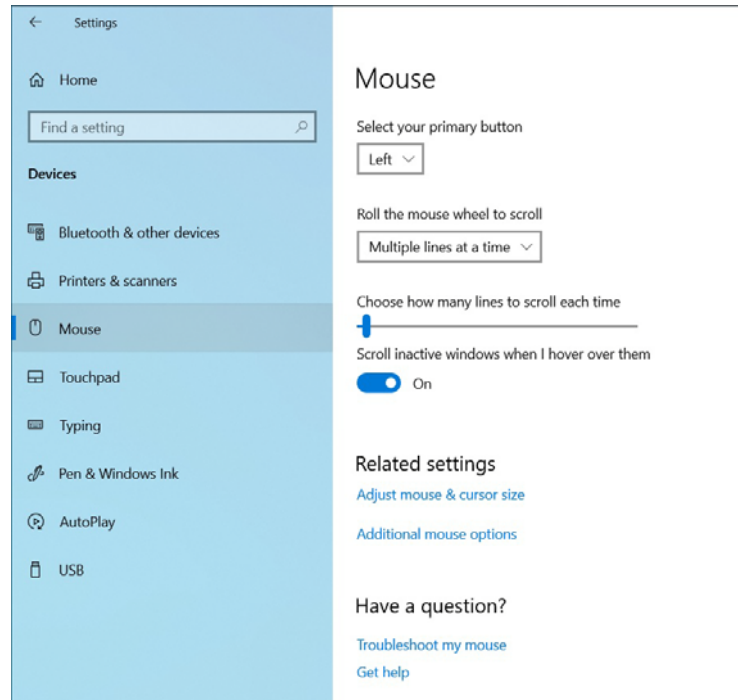 Settings
Home
Find a setting
Devices
Bluetooth & other devices
Printers & scanners
Mouse
Touchpad
Typing
Pen & Windows Ink
AutoPlay
USB
Mouse
Select your primary button
Left
Roll the mouse wheel to scroll
Multiple lines at a time
Choose how many lines to scroll each time
Scroll inactive windows when I hover over them
On
Related settings
Adjust mouse & cursor size
Additional mouse options
Have a question?
Troubleshoot my mouse
Get help